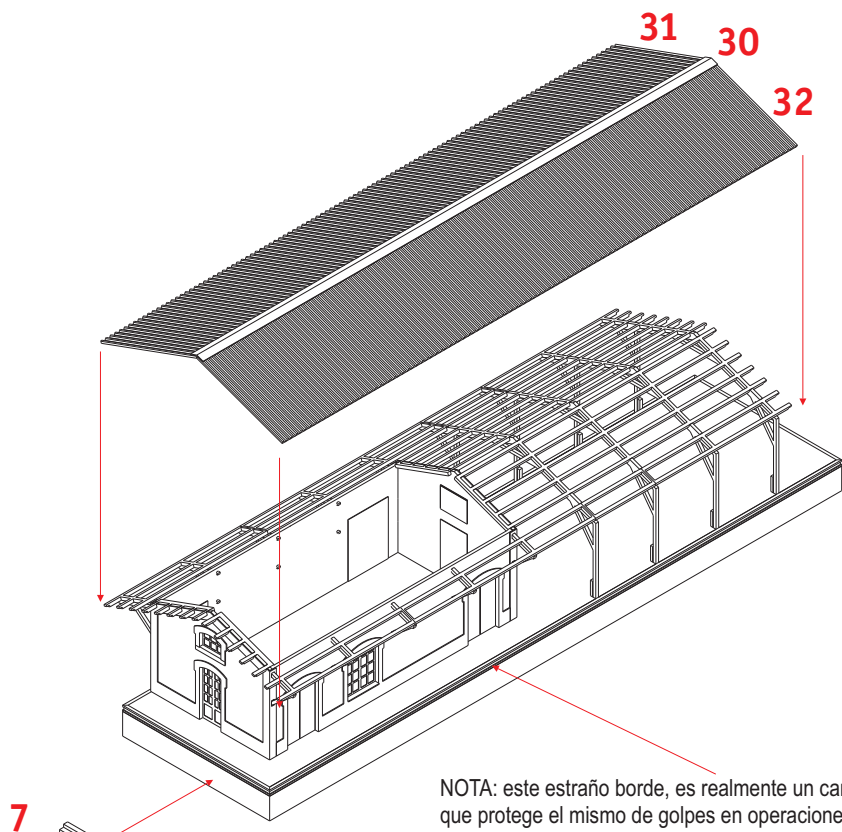 31
30
32
NOTA: este estraño borde, es realmente un
que protege el mismo de golpes en
7